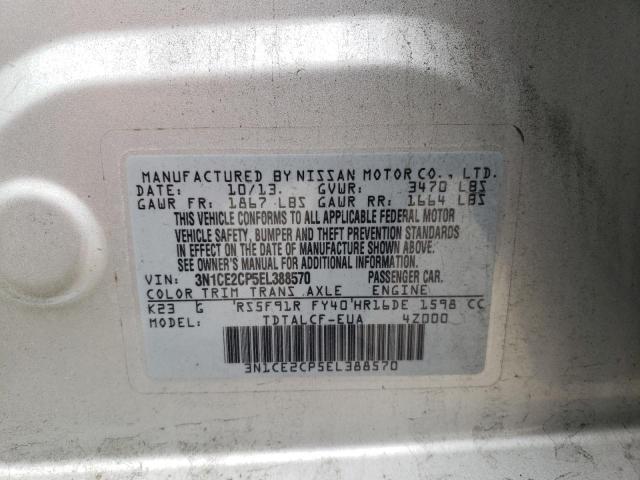 MANUFACTURED BY NISSAN MOTOR CO., LTD.
DATE: 10/13. GVWR: 3470 LBS
GAWR FR: 1867 LBS GAWR RR: 1664 LBS
THIS VEHICLE CONFORMS TO ALL APPLICABLE FEDERAL MOTOR
VEHICLE SAFETY, BUMPER AND THEFT PREVENTION STANDARDS
IN EFFECT ON THE DATE OF MANUFACTURE SHOWN ABOVE.
SEE OWNER'S MANUAL FOR ADDITIONAL INFORMATION.
VIN: 3N1CE2CP5EL388570 PASSENGER CAR.
COLOR TRIM TRANS AXLE ENGINE
K23 G RS5F91R FY40 HR16DE 1598 CC
MODEL: TDTALCF-EUA 4Z000
3N1CE2CP5EL388570